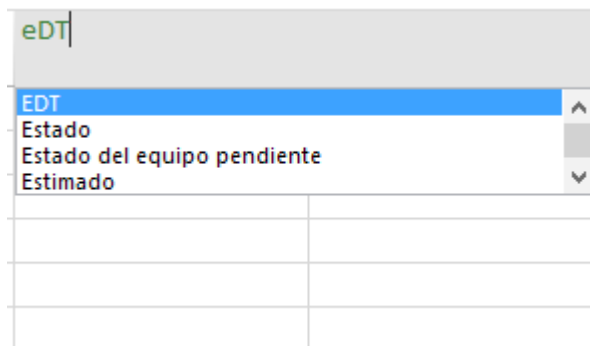 eDT
EDT
Estado
Estado del equipo pendiente
Estimado